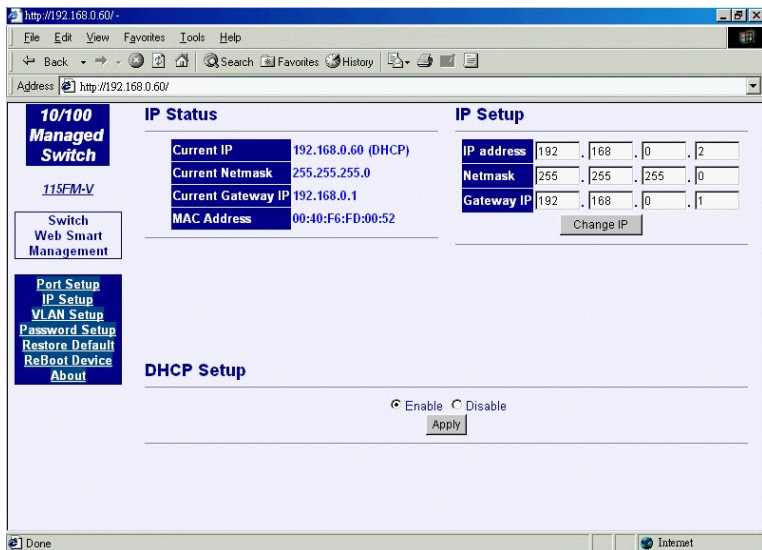 http://192.168.0.60/ -
File Edit View Favorites Tools Help
Back Search Favorites History
Address http://192.168.0.60/
10/100
Managed
Switch
115FM-V
Switch
Web Smart
Management
Port Setup
IP Setup
VLAN Setup
Password Setup
Restore Default
ReBoot Device
About
IP Status
Current IP 192.168.0.60 (DHCP)
Current Netmask 255.255.255.0
Current Gateway IP 192.168.0.1
MAC Address 00:40:F6:FD:00:52
IP Setup
IP address 192 . 168 . 0 . 2
Netmask 255 . 255 . 255 . 0
Gateway IP 192 . 168 . 0 . 1
Change IP
DHCP Setup
Enable Disable
Apply
Done Internet